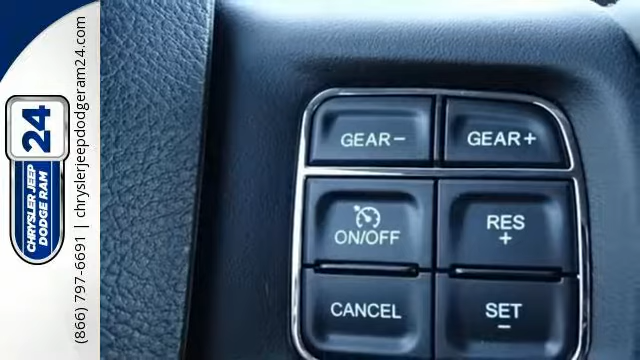 24
CHRYSLER JEEP
DODGE RAM
(866) 797-6691 | chryslerjeepdodgeram24.com
GEAR− GEAR+
ON/OFF RES
+
CANCEL SET
−